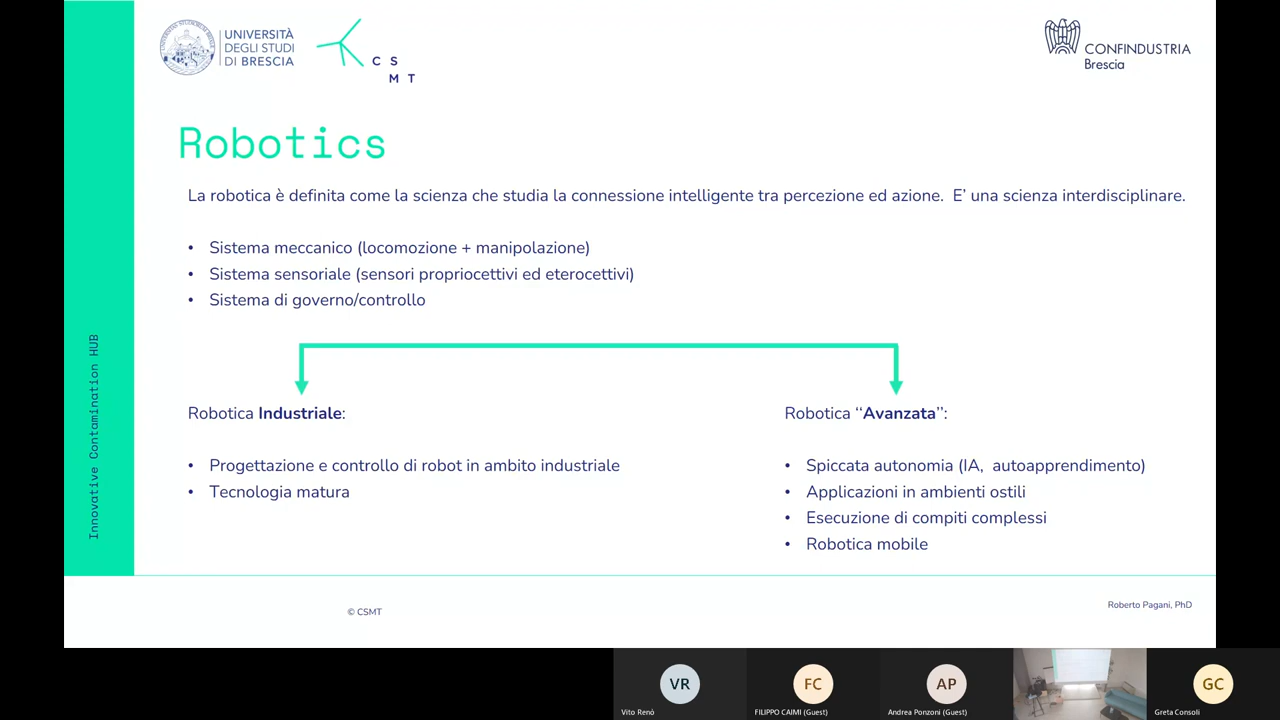 UNIVERSITÀ
DEGLI STUDI
DI BRESCIA
C S
M T
CONFINDUSTRIA
Brescia
Robotics
La robotica è definita come la scienza che studia la connessione intelligente tra percezione ed azione.  E’ una scienza interdisciplinare.
• Sistema meccanico (locomozione + manipolazione)
• Sistema sensoriale (sensori propriocettivi ed eterocettivi)
• Sistema di governo/controllo
Robotica Industriale:
• Progettazione e controllo di robot in ambito industriale
• Tecnologia matura
Robotica “Avanzata”:
• Spiccata autonomia (IA,  autoapprendimento)
• Applicazioni in ambienti ostili
• Esecuzione di compiti complessi
• Robotica mobile
Innovative Contamination HUB
© CSMT
Roberto Pagani, PhD
VR
Vito Renò
FC
FILIPPO CAIMI (Guest)
AP
Andrea Ponzoni (Guest)
GC
Greta Consoli